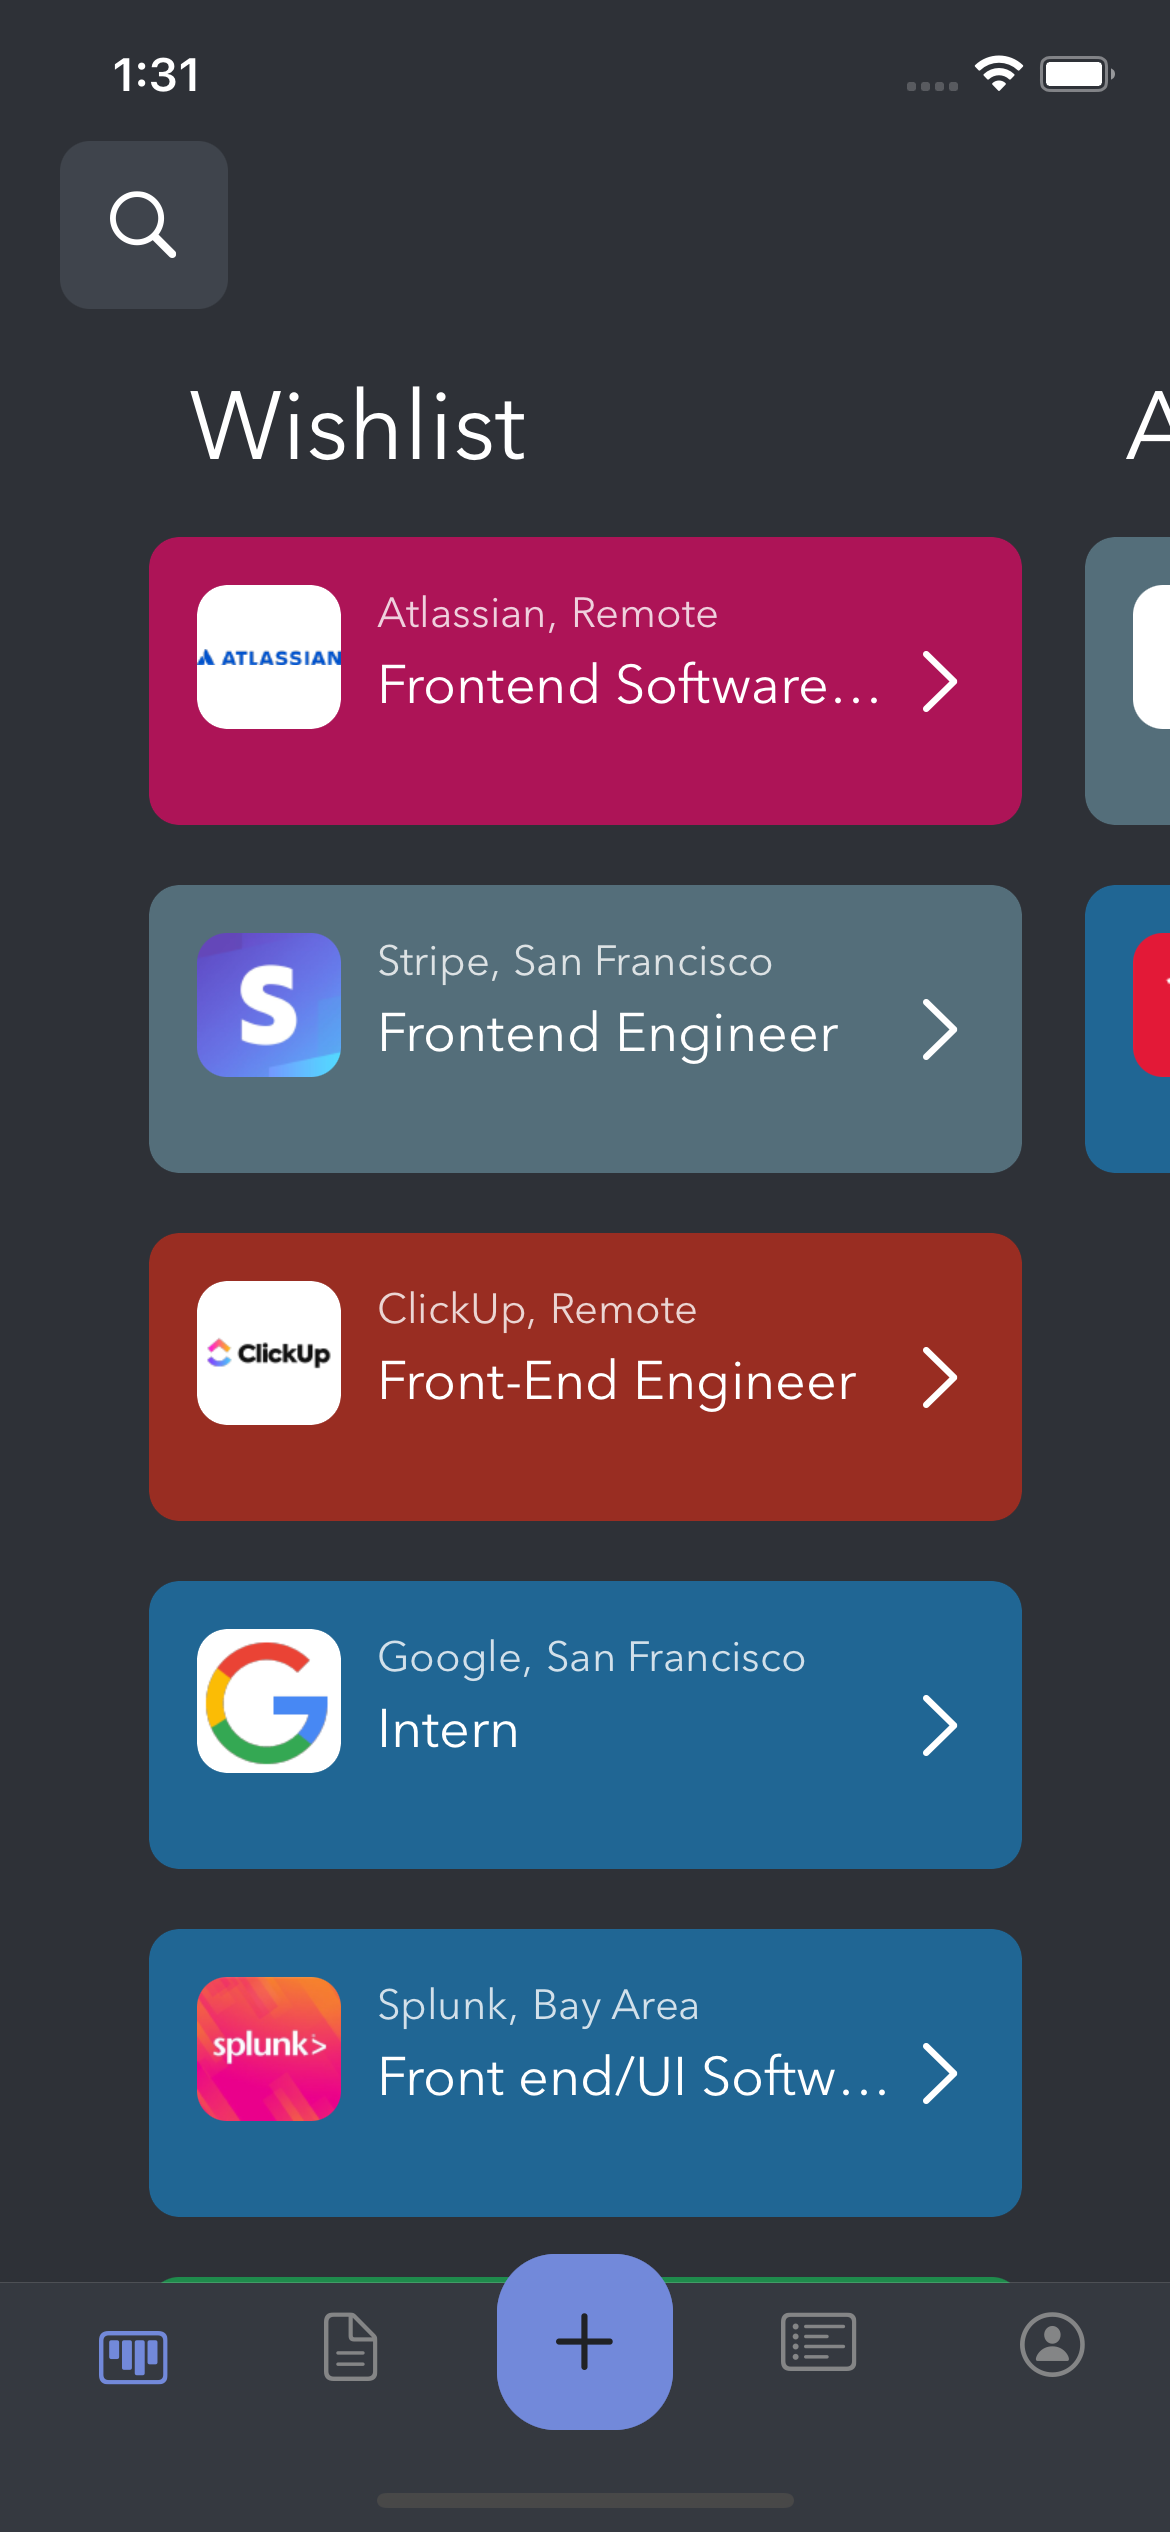 1:31
Wishlist
A
ATLASSIAN
Atlassian, Remote
Frontend Software...
S
Stripe, San Francisco
Frontend Engineer
ClickUp
ClickUp, Remote
Front-End Engineer
G
Google, San Francisco
Intern
splunk>
Splunk, Bay Area
Front end/UI Softw...